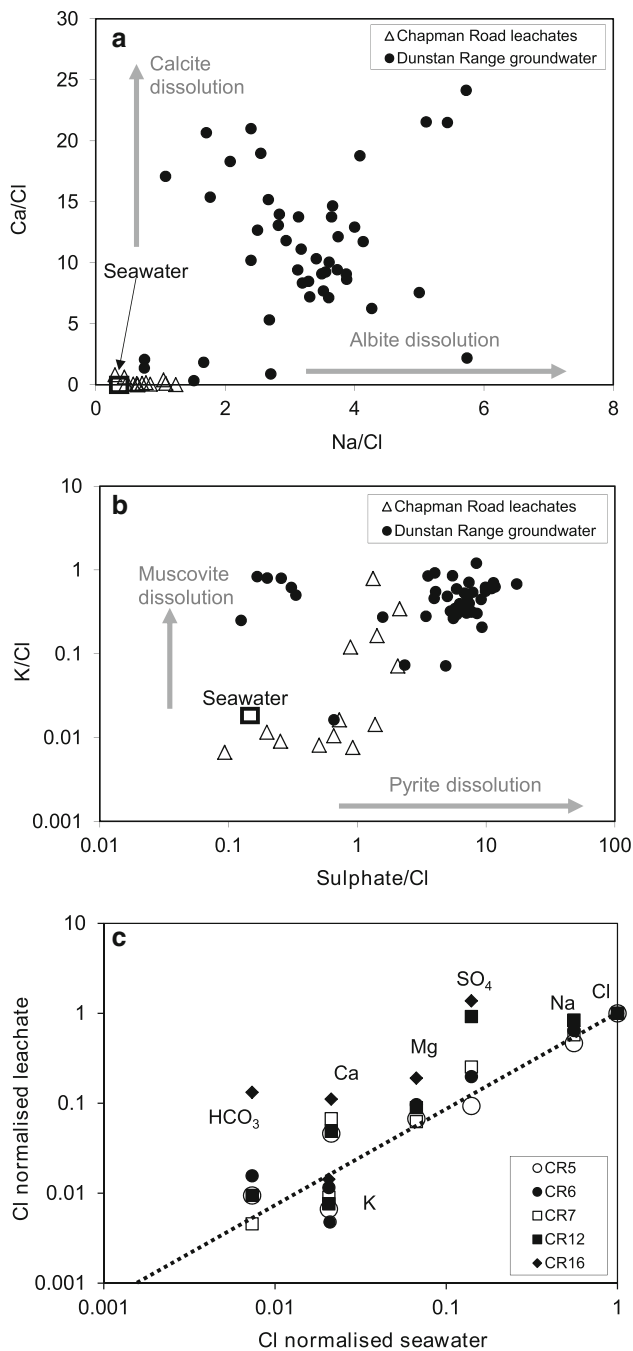 a
30
25
20
15
10
5
0
Ca/Cl
△ Chapman Road leachates
● Dunstan Range groundwater
Calcite
dissolution
Seawater
Albite dissolution
0 2 4 6 8
Na/Cl
b
10
1
0.1
0.01
0.001
K/Cl
△ Chapman Road leachates
● Dunstan Range groundwater
Muscovite
dissolution
Seawater
Pyrite dissolution
0.01 0.1 1 10 100
Sulphate/Cl
c
10
1
0.1
0.01
0.001
Cl normalised leachate
SO₄
Cl
Na
Mg
Ca
HCO₃
K
○ CR5
● CR6
□ CR7
■ CR12
◆ CR16
0.001 0.01 0.1 1
Cl normalised seawater